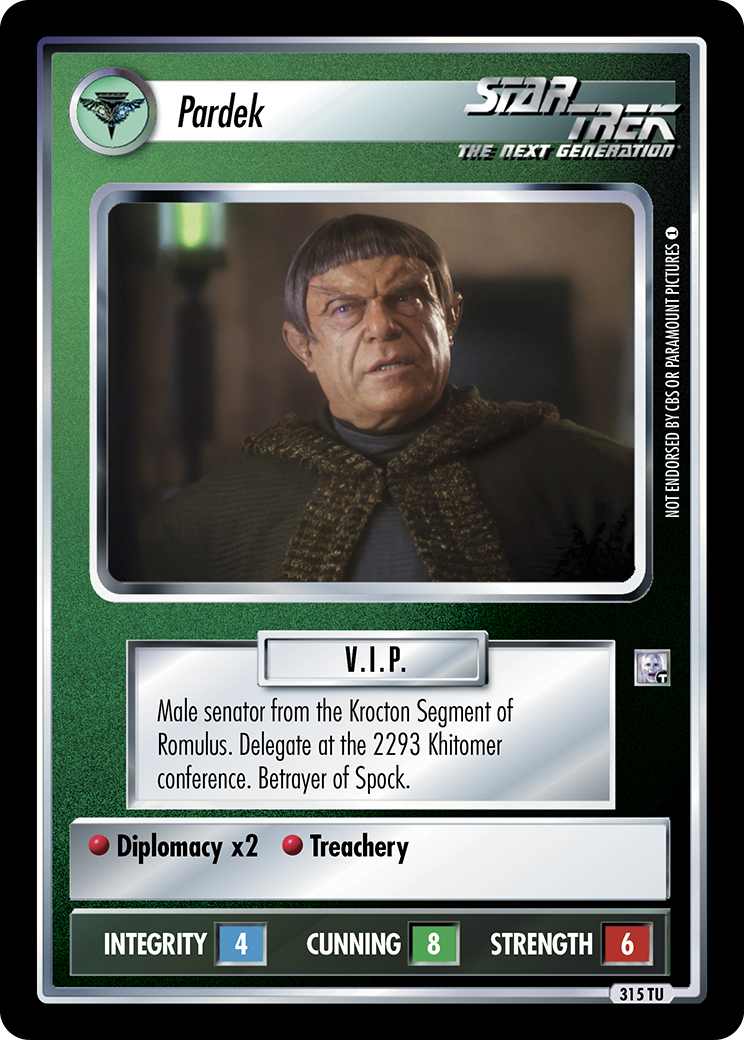 Pardek
STAR TREK
THE NEXT GENERATION
NOT ENDORSED BY CBS OR PARAMOUNT PICTURES 1
V.I.P.
Male senator from the Krocton Segment of
Romulus. Delegate at the 2293 Khitomer
conference. Betrayer of Spock.
Diplomacy x2 Treachery
INTEGRITY 4 CUNNING 8 STRENGTH 6
315 TU